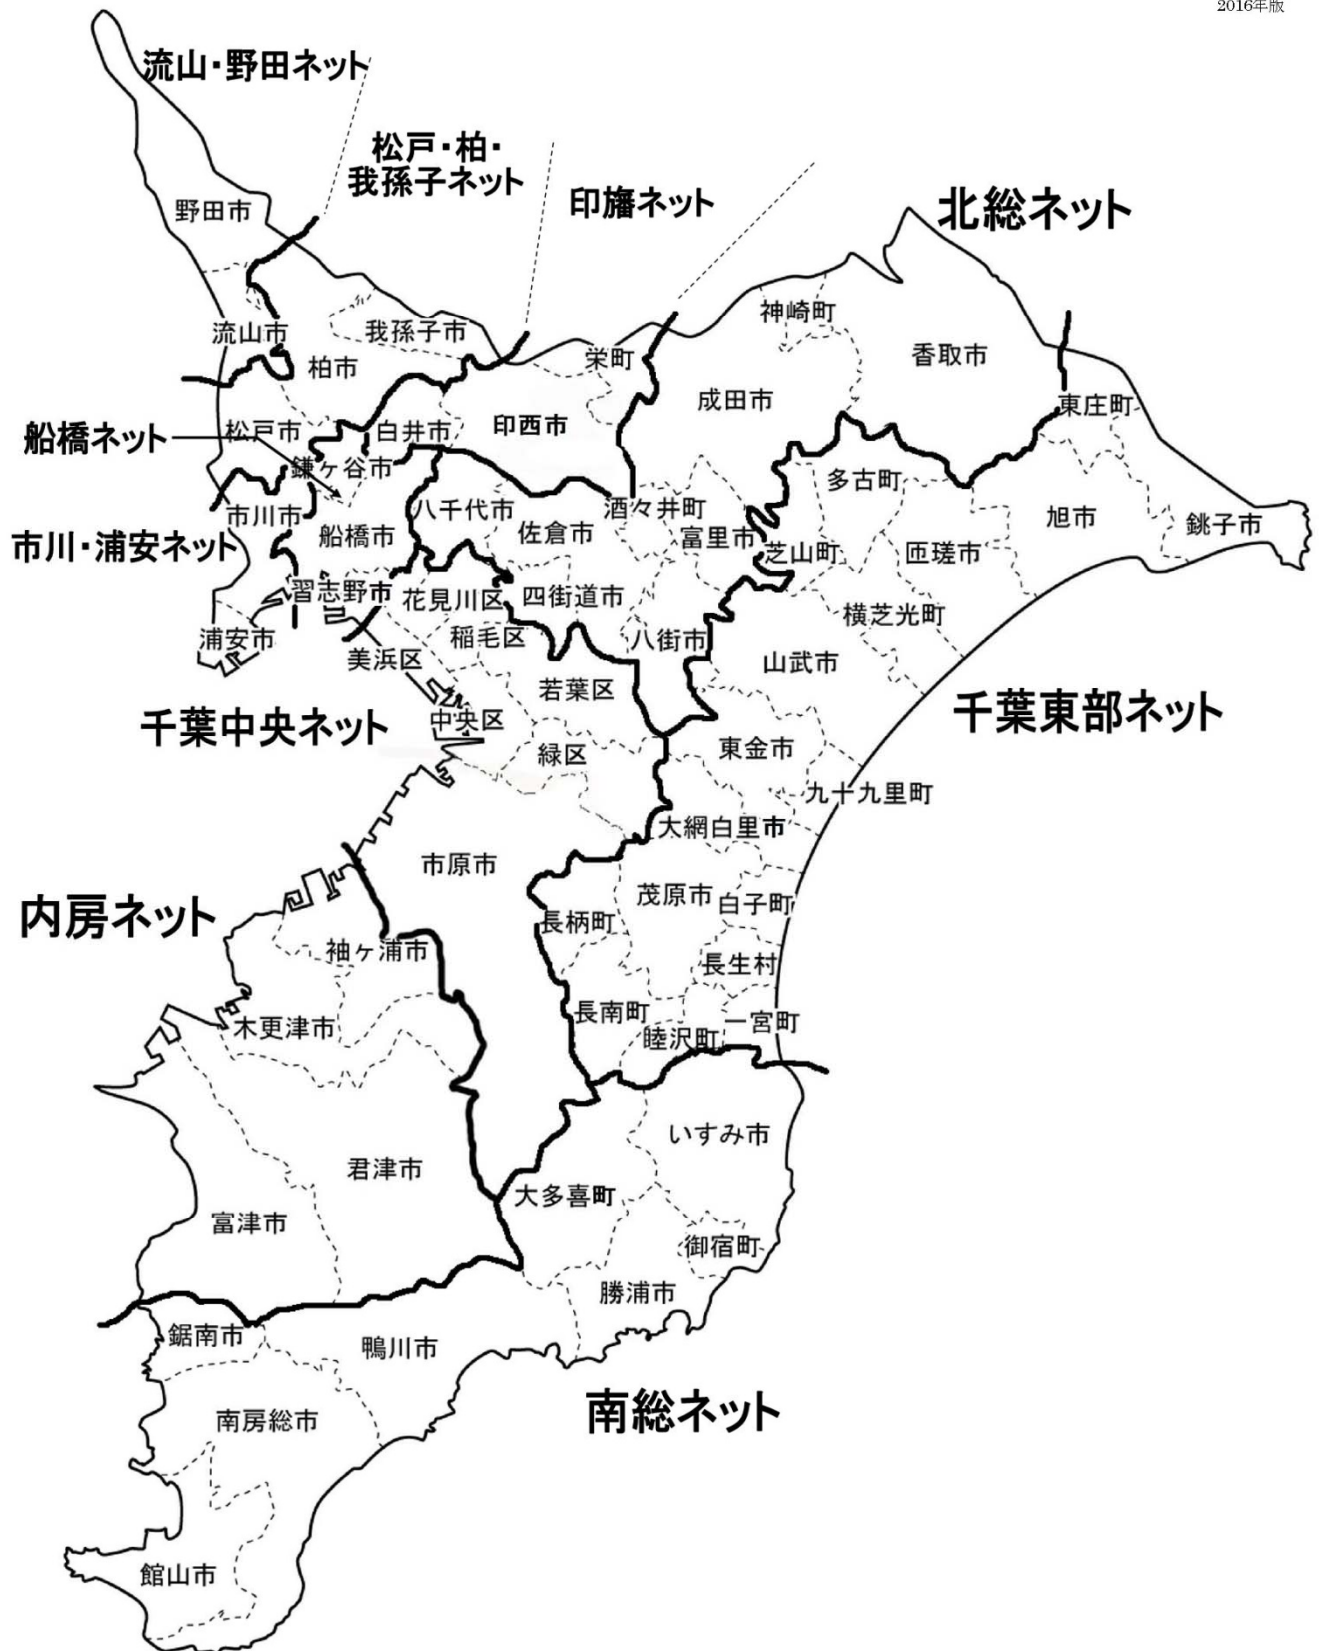 2016年版
流山・野田ネット
松戸・柏・
我孫子ネット
印旛ネット
北総ネット
野田市
神崎町
流山市
我孫子市
栄町
香取市
柏市
成田市
東庄町
船橋ネット
松戸市
白井市
印西市
鎌ヶ谷市
多古町
市川市
八千代市
酒々井町
旭市
銚子市
市川・浦安ネット
船橋市
佐倉市
富里市
芝山町
匝瑳市
習志野市
花見川区
四街道市
横芝光町
浦安市
稲毛区
八街市
美浜区
山武市
若葉区
千葉東部ネット
千葉中央ネット
中央区
緑区
東金市
九十九里町
大網白里市
市原市
内房ネット
茂原市
白子町
長柄町
袖ヶ浦市
長生村
木更津市
長南町
一宮町
睦沢町
いすみ市
君津市
大多喜町
富津市
御宿町
勝浦市
鋸南市
鴨川市
南総ネット
南房総市
館山市